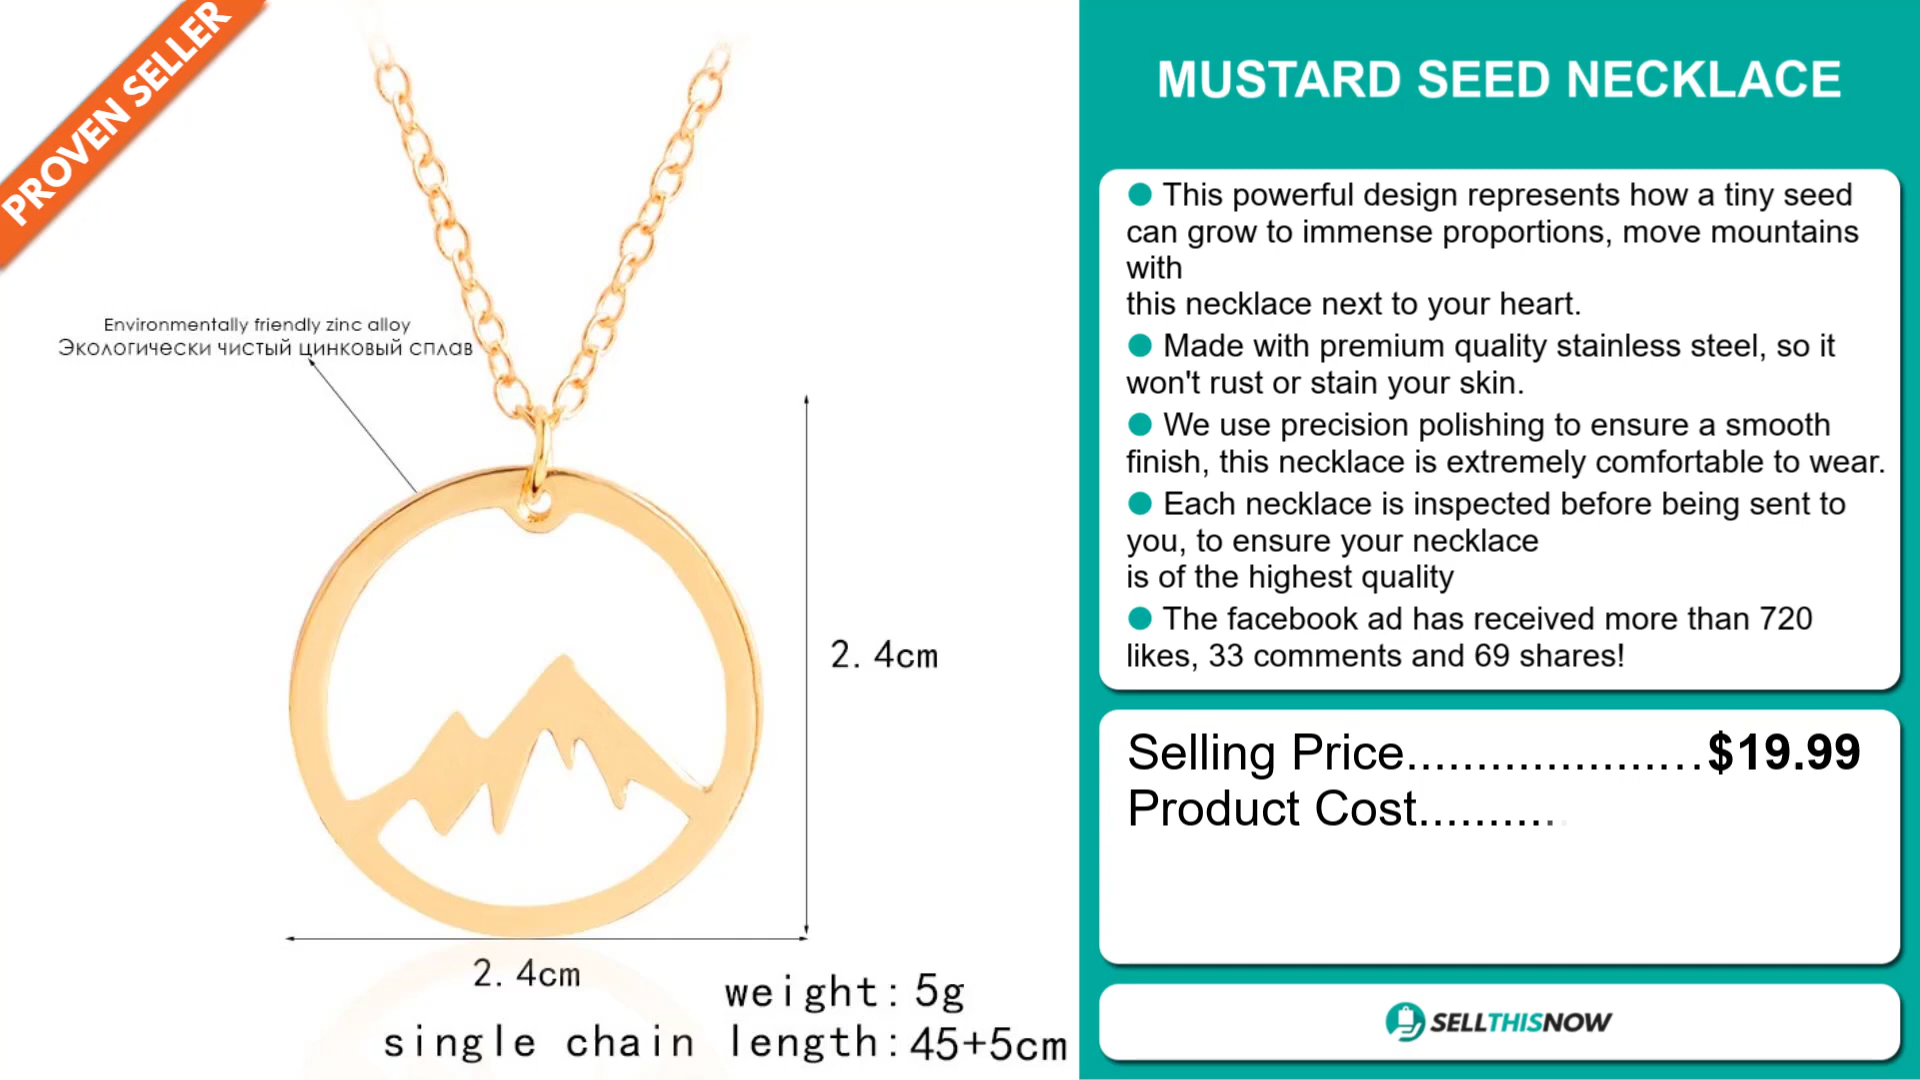 PROVEN SELLER
MUSTARD SEED NECKLACE
This powerful design represents how a tiny seed
can grow to immense proportions, move mountains
with
this necklace next to your heart.
Made with premium quality stainless steel, so it
won't rust or stain your skin.
We use precision polishing to ensure a smooth
finish, this necklace is extremely comfortable to wear.
Each necklace is inspected before being sent to
you, to ensure your necklace
is of the highest quality
The facebook ad has received more than 720
likes, 33 comments and 69 shares!
Selling Price.....................$19.99
Product Cost...........
SELLTHISNOW
Environmentally friendly zinc alloy
Экологически чистый цинковый сплав
2.4cm
2.4cm
weight: 5g
single chain length: 45+5cm